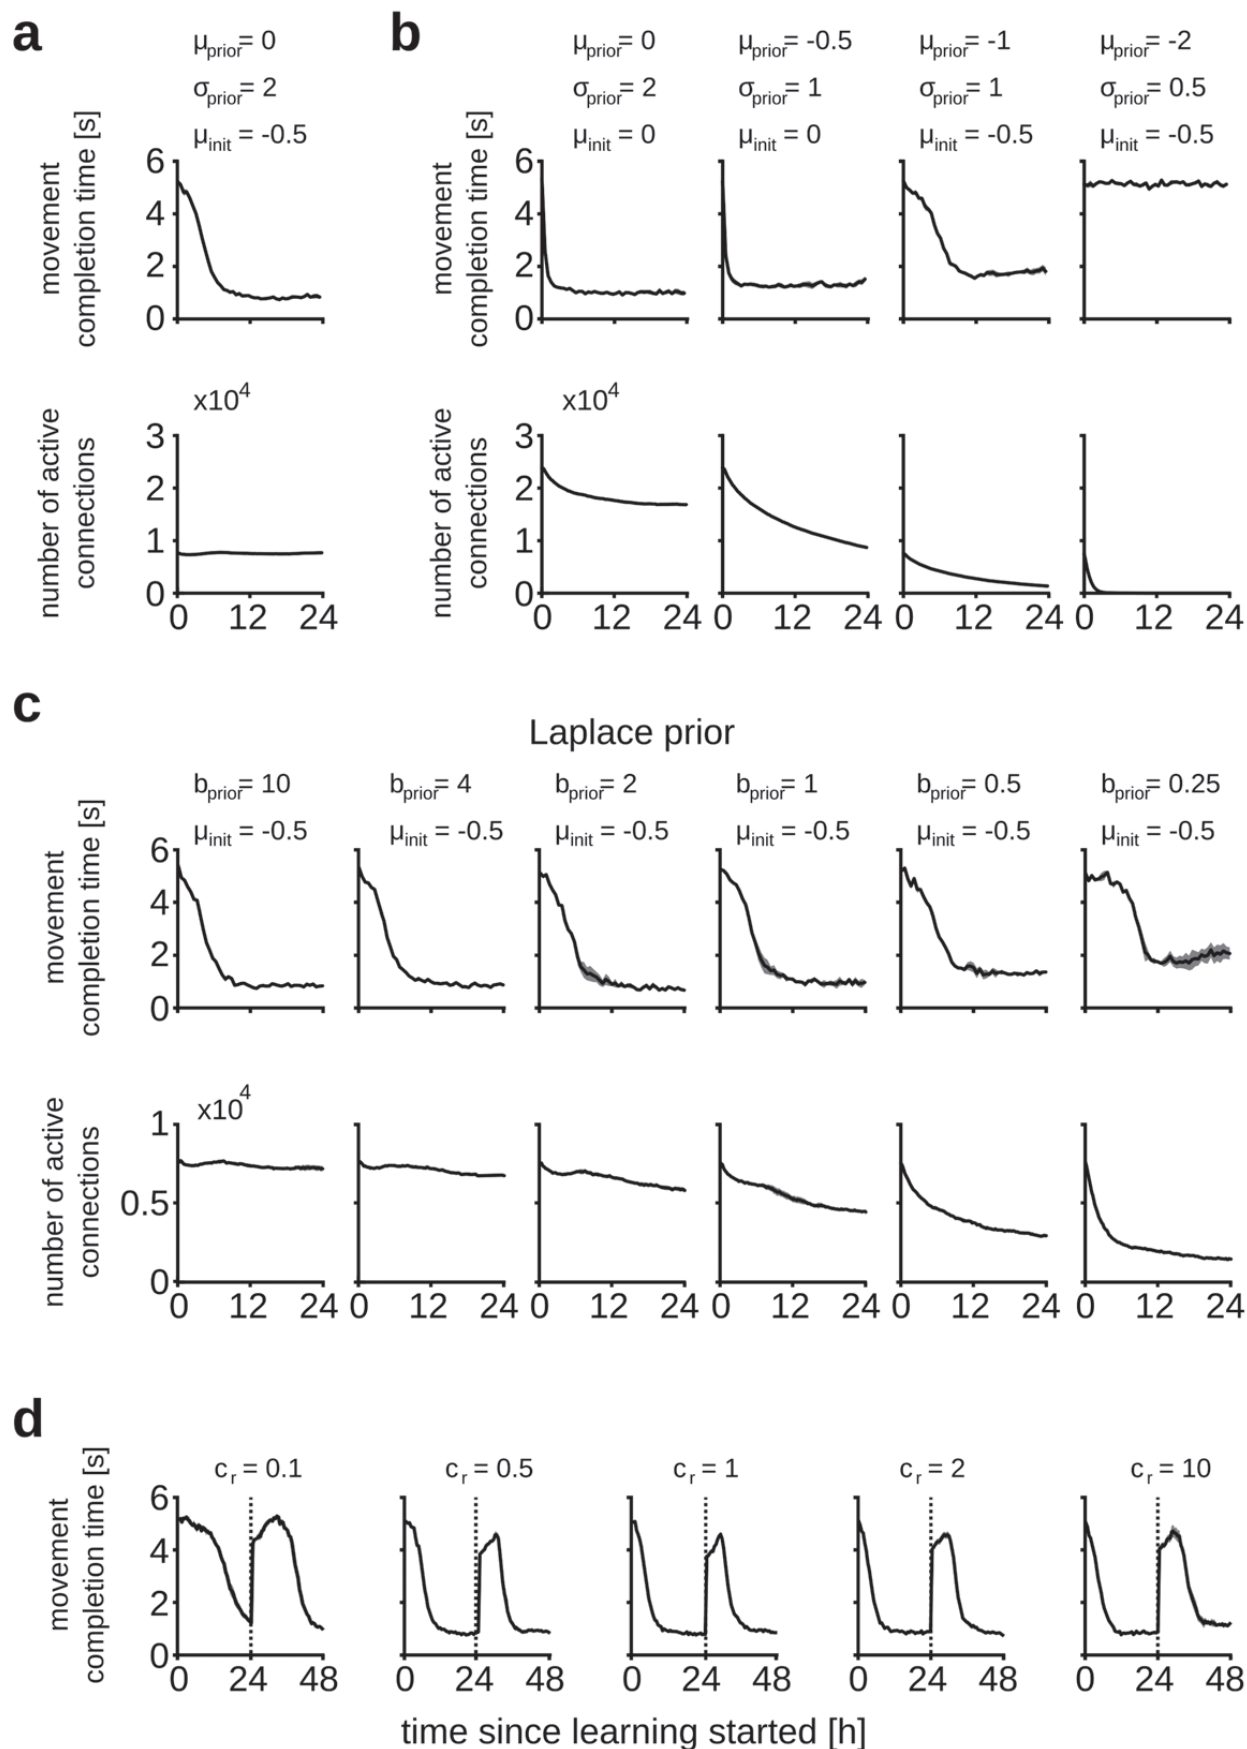 a
b
μprior= 0
σprior= 2
μinit = -0.5
μprior= 0
σprior= 2
μinit = 0
μprior= -0.5
σprior= 1
μinit = 0
μprior= -1
σprior= 1
μinit = -0.5
μprior= -2
σprior= 0.5
μinit = -0.5
movement
completion time [s]
6
4
2
0
movement
completion time [s]
6
4
2
0
number of active
connections
x10^4
3
2
1
0
0 12 24
number of active
connections
x10^4
3
2
1
0
0 12 24
0 12 24
0 12 24
0 12 24
c
Laplace prior
bprior= 10
μinit = -0.5
bprior= 4
μinit = -0.5
bprior= 2
μinit = -0.5
bprior= 1
μinit = -0.5
bprior= 0.5
μinit = -0.5
bprior= 0.25
μinit = -0.5
movement
completion time [s]
6
4
2
0
number of active
connections
x10^4
1
0.5
0
0 12 24
0 12 24
0 12 24
0 12 24
0 12 24
0 12 24
d
cr = 0.1
cr = 0.5
cr = 1
cr = 2
cr = 10
movement
completion time [s]
6
4
2
0
0 24 48
0 24 48
0 24 48
0 24 48
0 24 48
time since learning started [h]